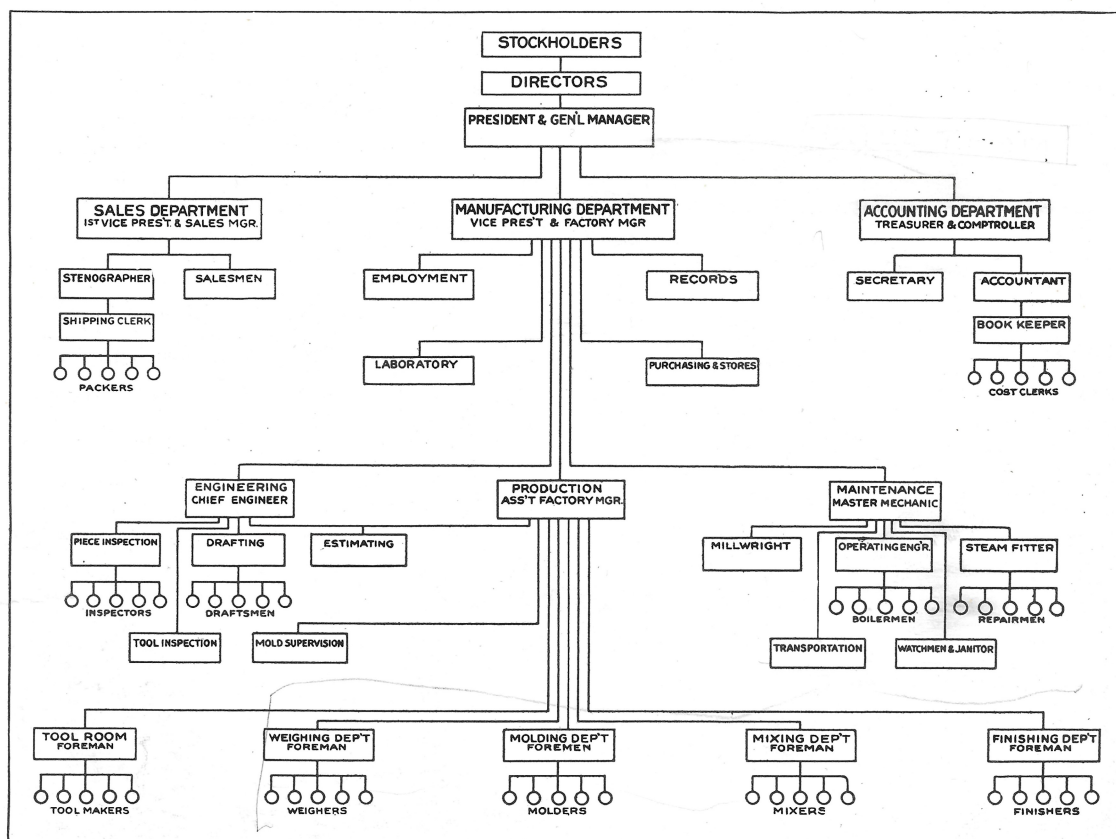 STOCKHOLDERS
DIRECTORS
PRESIDENT & GEN'L MANAGER
SALES DEPARTMENT
1ST VICE PRES'T. & SALES MGR.
MANUFACTURING DEPARTMENT
VICE PRES'T & FACTORY MGR
ACCOUNTING DEPARTMENT
TREASURER & COMPTROLLER
STENOGRAPHER
SALESMEN
EMPLOYMENT
RECORDS
SECRETARY
ACCOUNTANT
SHIPPING CLERK
BOOK KEEPER
LABORATORY
PURCHASING & STORES
PACKERS
COST CLERKS
ENGINEERING
CHIEF ENGINEER
PRODUCTION
ASS'T FACTORY MGR.
MAINTENANCE
MASTER MECHANIC
PIECE INSPECTION
DRAFTING
ESTIMATING
MILLWRIGHT
OPERATING ENG'R.
STEAM FITTER
INSPECTORS
DRAFTSMEN
BOILERMEN
REPAIRMEN
TOOL INSPECTION
MOLD SUPERVISION
TRANSPORTATION
WATCHMEN & JANITOR
TOOL ROOM
FOREMAN
WEIGHING DEP'T
FOREMAN
MOLDING DEP'T
FOREMEN
MIXING DEP'T
FOREMAN
FINISHING DEP'T
FOREMAN
TOOL MAKERS
WEIGHERS
MOLDERS
MIXERS
FINISHERS